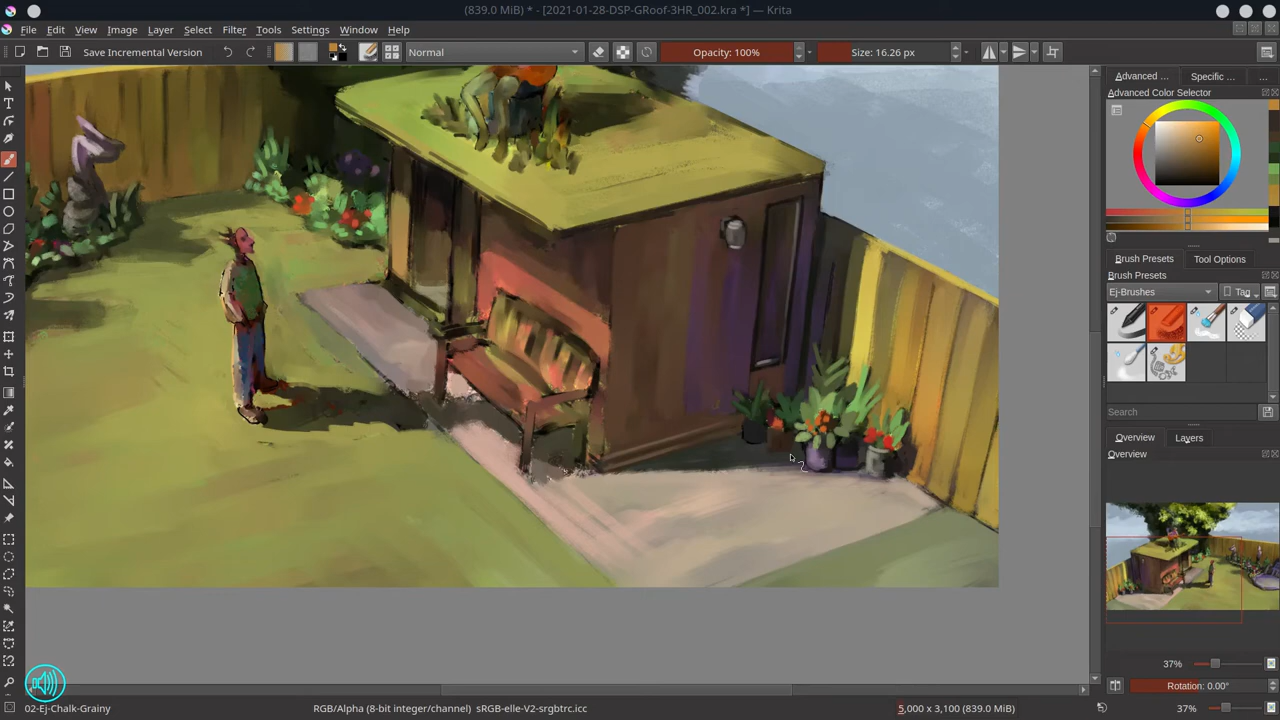 (839.0 MiB) * - [2021-01-28-DSP-GRoof-3HR_002.kra *] — Krita
File Edit View Image Layer Select Filter Tools Settings Window Help
Save Incremental Version Normal Opacity: 100% Size: 16.26 px
Advanced ... Specific ... ...
Advanced Color Selector
Brush Presets Tool Options
Brush Presets
Ej-Brushes Tag
Search
Overview Layers
Overview
37%
Rotation: 0.00°
02-Ej-Chalk-Grainy RGB/Alpha (8-bit integer/channel) sRGB-elle-V2-srgbtrc.icc 5,000 x 3,100 (839.0 MiB) 37%